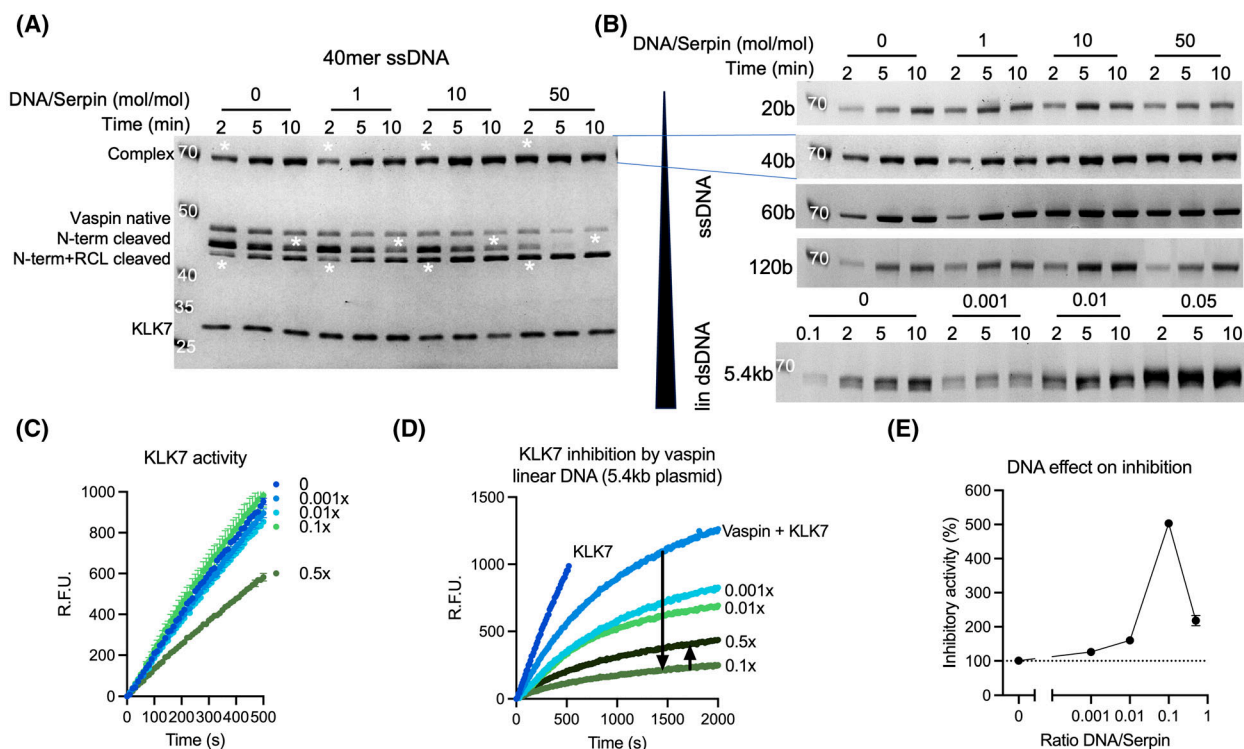 (A)
40mer ssDNA
DNA/Serpin (mol/mol) 0 1 10 50
Time (min) 2 5 10 2 5 10 2 5 10 2 5 10
Complex 70 * * * *
50
Vaspin native
N-term cleaved * * * *
N-term+RCL cleaved * * * *
40
35
KLK7
25
(B)
DNA/Serpin (mol/mol) 0 1 10 50
Time (min) 2 5 10 2 5 10 2 5 10 2 5 10
70 20b
70 40b
70 60b
70 120b
ssDNA
0 0.001 0.01 0.05
0.1 2 5 10 2 5 10 2 5 10 2 5 10
70
5.4kb
lin dsDNA
(C)
KLK7 activity
R.F.U.
1000
800
600
400
200
0
0 100 200 300 400 500
Time (s)
0
0.001x
0.01x
0.1x
0.5x
(D)
KLK7 inhibition by vaspin
linear DNA (5.4kb plasmid)
R.F.U.
1500
1000
500
0
0 500 1000 1500 2000
Time (s)
KLK7
Vaspin + KLK7
0.001x
0.01x
0.5x
0.1x
(E)
DNA effect on inhibition
Inhibitory activity (%)
600
500
400
300
200
100
0
0 0.001 0.01 0.1 1
Ratio DNA/Serpin